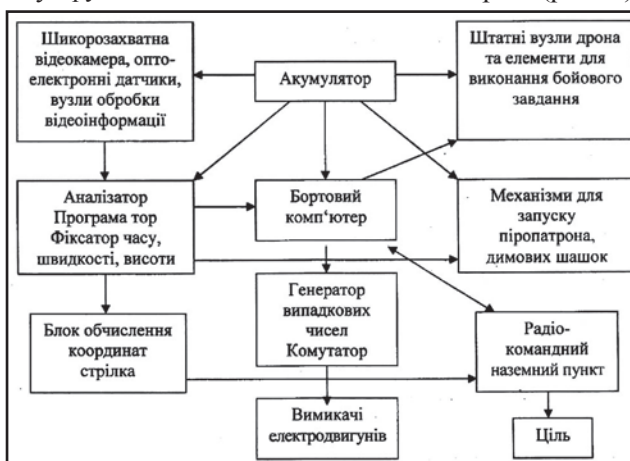 Шикорозахватна
відеокамера, опто-
електронні датчики,
вузли обробки
відеоінформації
Акумулятор
Штатні вузли дрона
та елементи для
виконання бойового
завдання
Аналізатор
Програма тор
Фіксатор часу,
швидкості, висоти
Бортовий
комп‘ютер
Механізми для
запуску
піропатрона,
димових шашок
Блок обчислення
координат
стрілка
Генератор
випадкових
чисел
Комутатор
Радіо-
командний
наземний пункт
Вимикачі
електродвигунів
Ціль